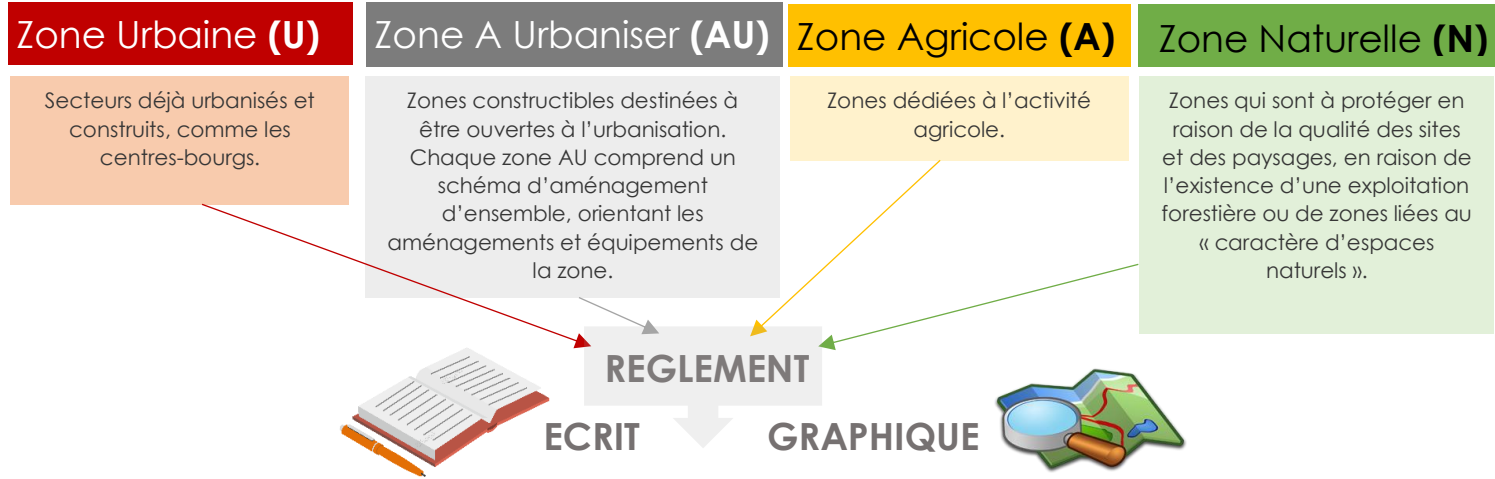 Zone Urbaine (U)
Secteurs déjà urbanisés et
construits, comme les
centres-bourgs.
Zone A Urbaniser (AU)
Zones constructibles destinées à
être ouvertes à l’urbanisation.
Chaque zone AU comprend un
schéma d’aménagement
d’ensemble, orientant les
aménagements et équipements de
la zone.
Zone Agricole (A)
Zones dédiées à l’activité
agricole.
Zone Naturelle (N)
Zones qui sont à protéger en
raison de la qualité des sites
et des paysages, en raison de
l’existence d’une exploitation
forestière ou de zones liées au
« caractère d’espaces
naturels ».
REGLEMENT
ECRIT
GRAPHIQUE